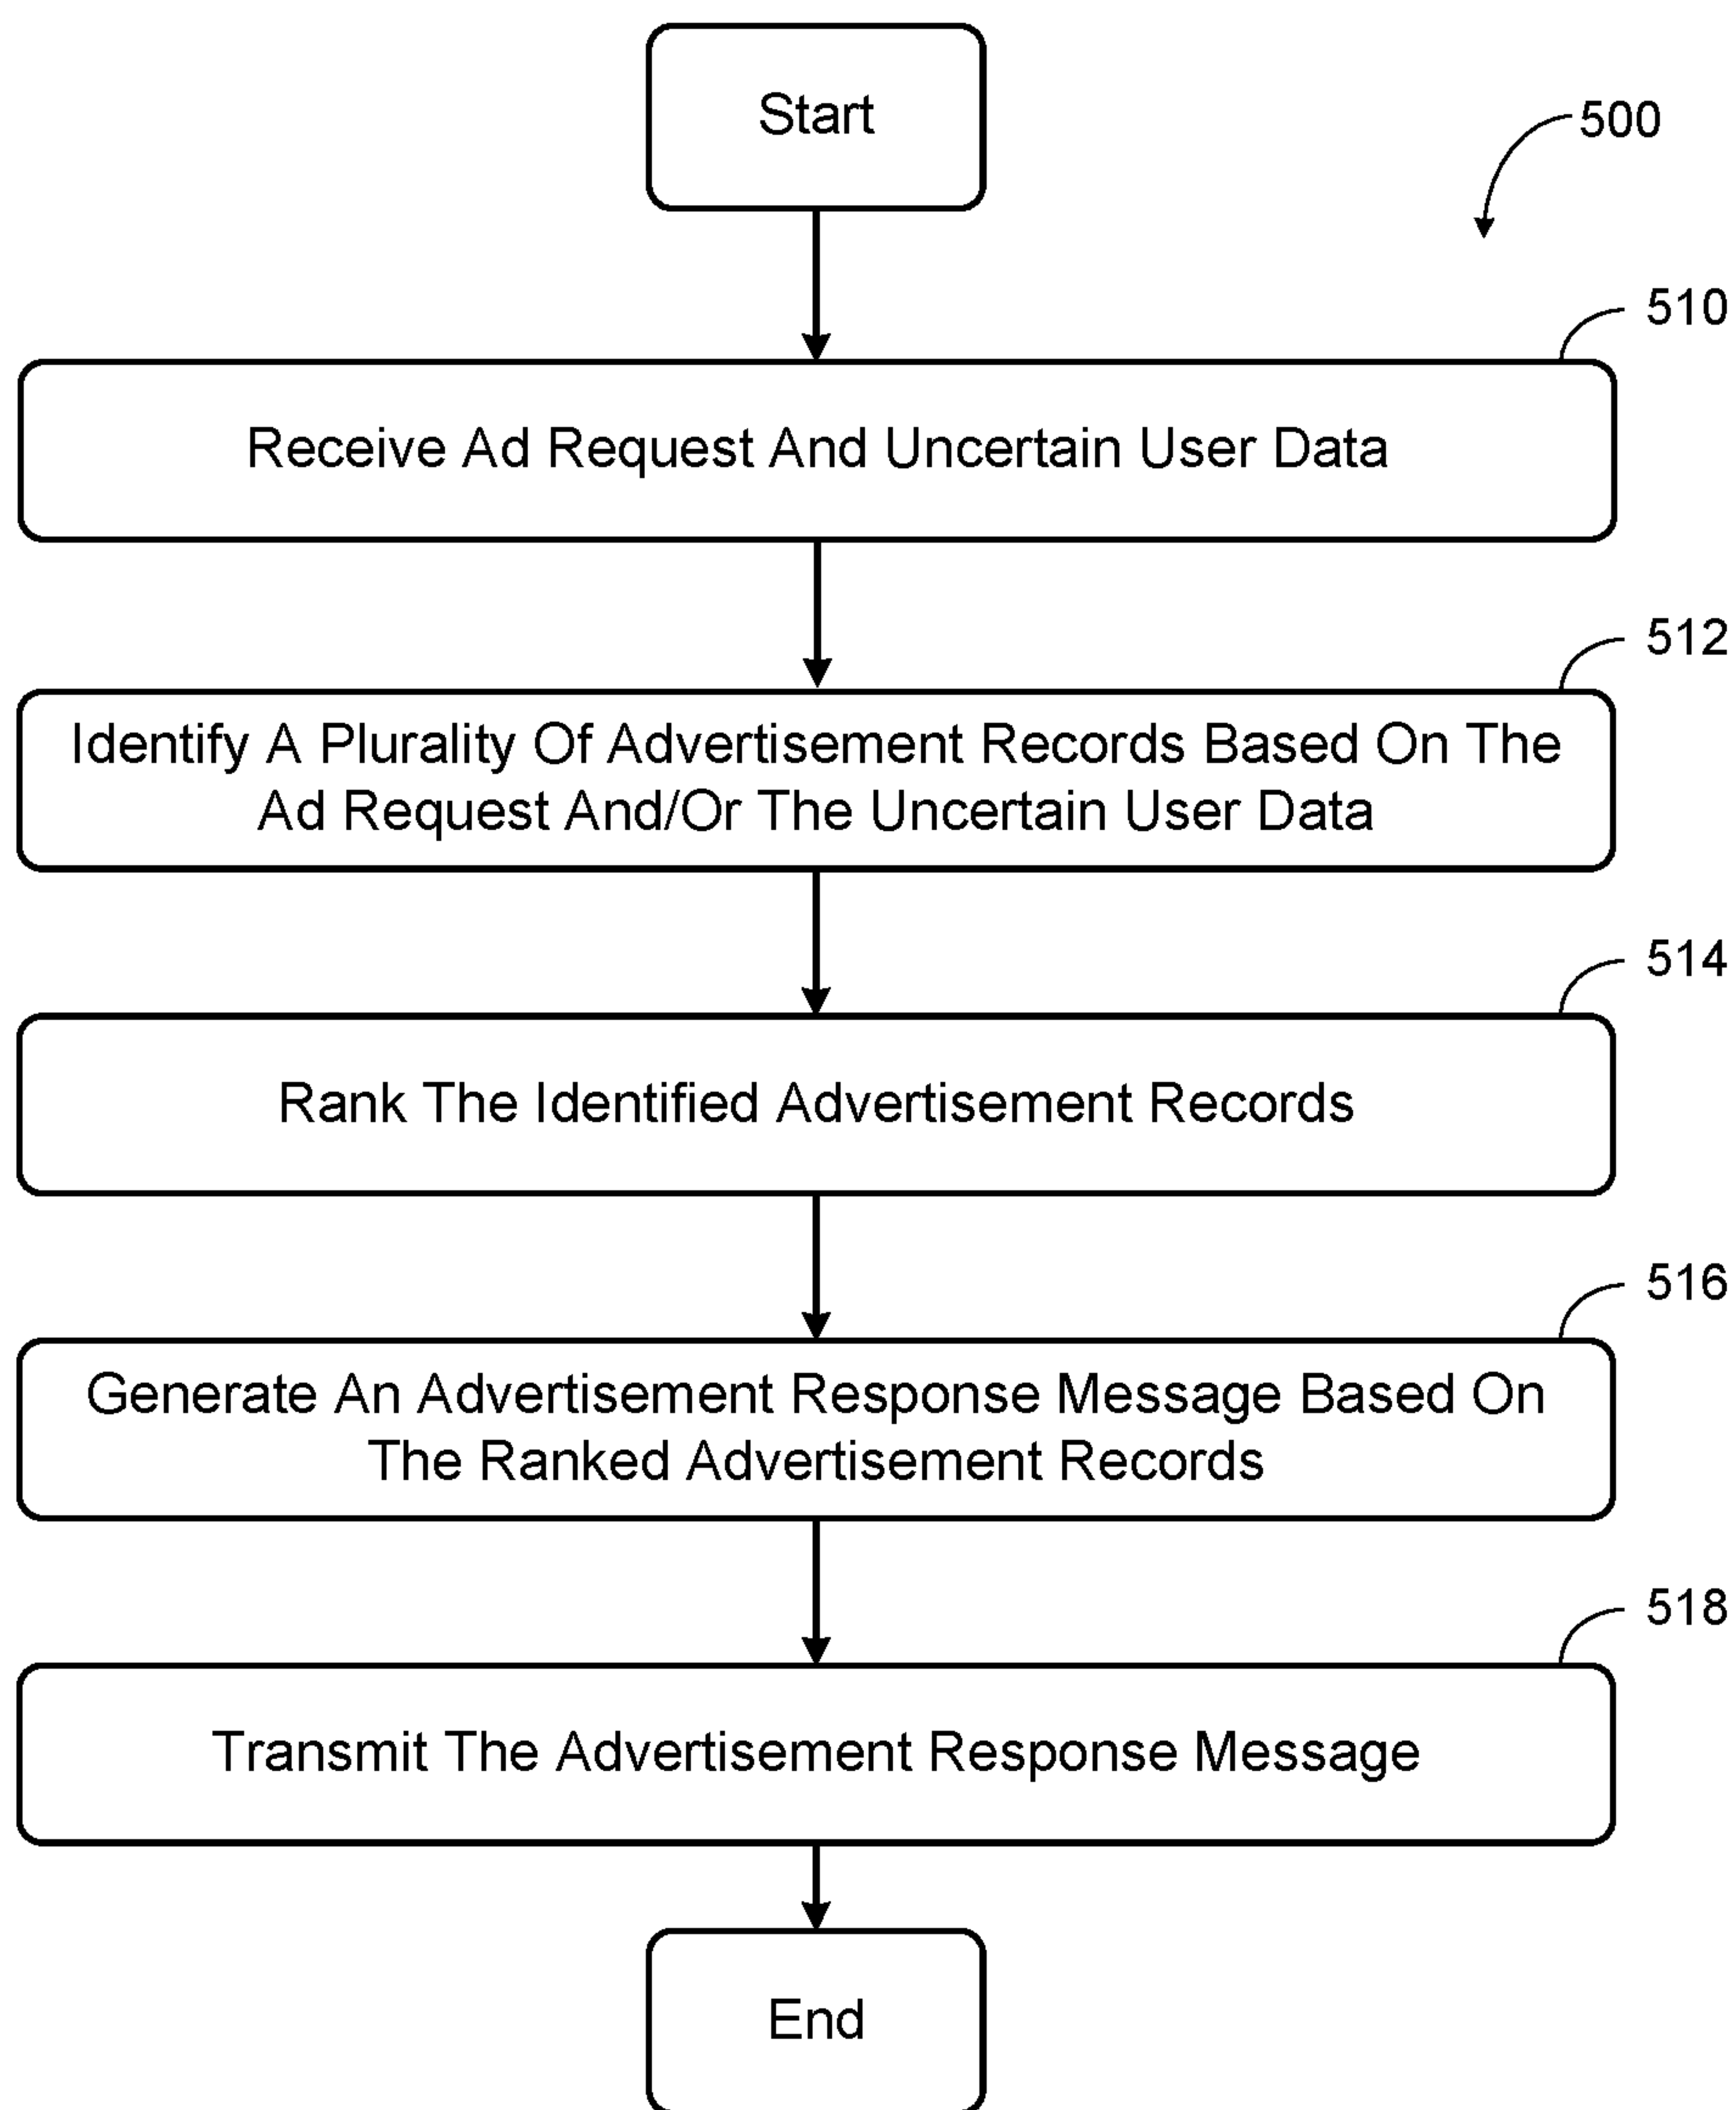 Start
500
510
Receive Ad Request And Uncertain User Data
512
Identify A Plurality Of Advertisement Records Based On The
Ad Request And/Or The Uncertain User Data
514
Rank The Identified Advertisement Records
516
Generate An Advertisement Response Message Based On
The Ranked Advertisement Records
518
Transmit The Advertisement Response Message
End